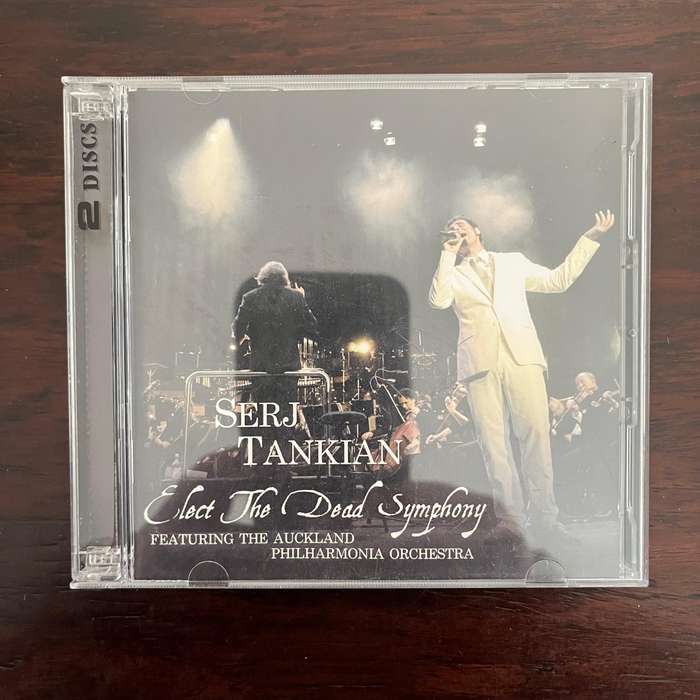 2 DISCS
SERJ
TANKIAN
Elect The Dead Symphony
FEATURING THE AUCKLAND
PHILHARMONIA ORCHESTRA